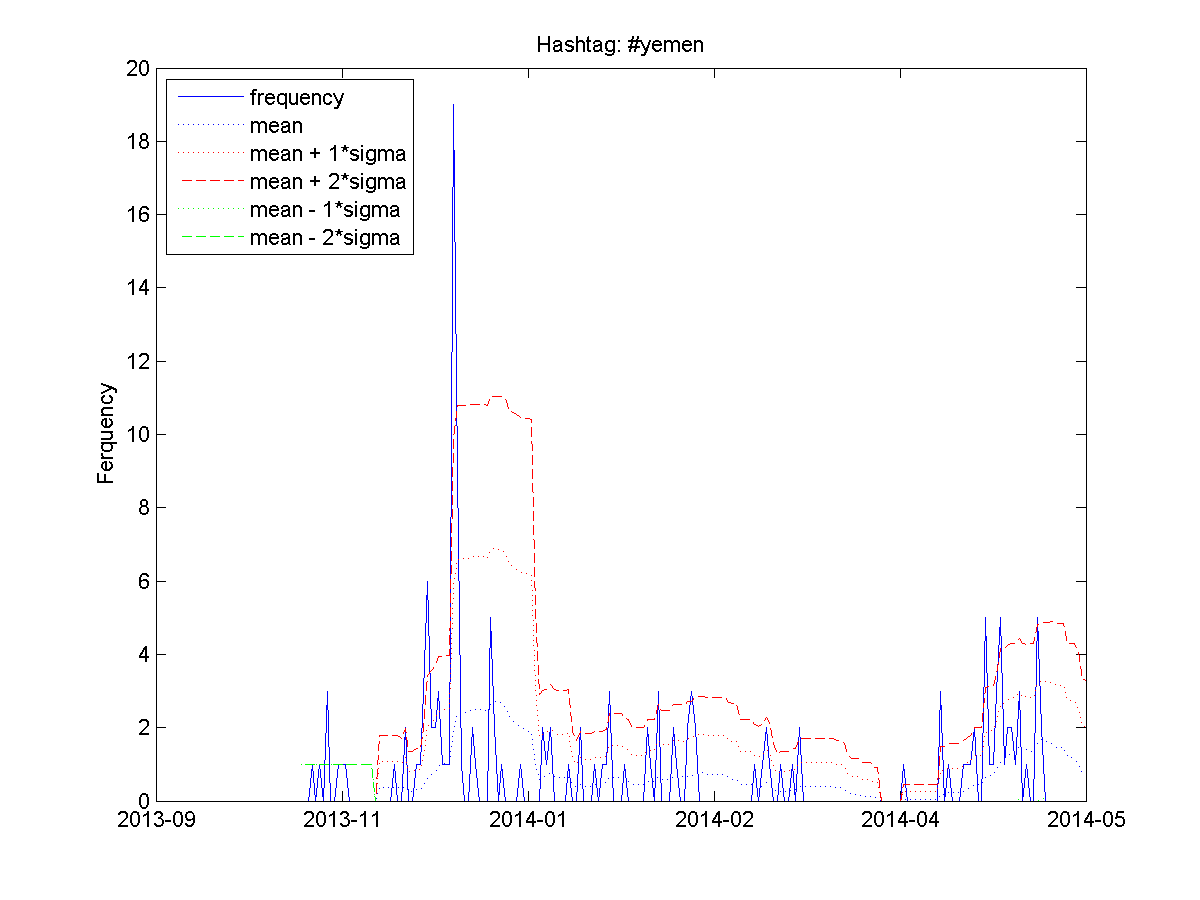 Hashtag: #yemen
20
18
16
14
12
10
8
6
4
2
0
Ferquency
frequency
mean
mean + 1*sigma
mean + 2*sigma
mean - 1*sigma
mean - 2*sigma
2013-09 2013-11 2014-01 2014-02 2014-04 2014-05